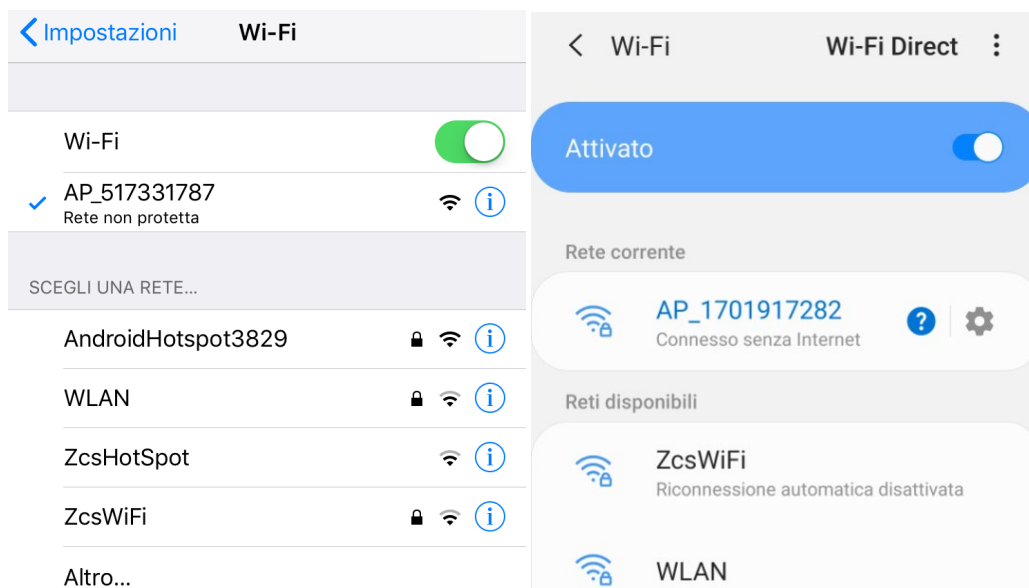 Impostazioni Wi-Fi
Wi-Fi
AP_517331787
Rete non protetta
SCEGLI UNA RETE...
AndroidHotspot3829
WLAN
ZcsHotSpot
ZcsWiFi
Altro...
Wi-Fi Wi-Fi Direct
Attivato
Rete corrente
AP_1701917282
Connesso senza Internet
Reti disponibili
ZcsWiFi
Riconnessione automatica disattivata
WLAN